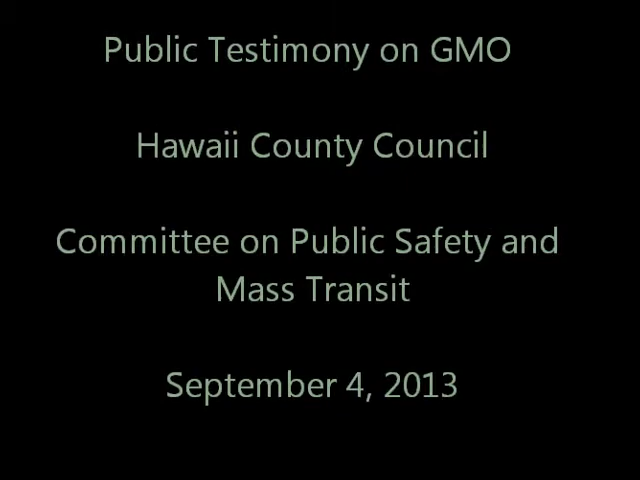 Public Testimony on GMO
Hawaii County Council
Committee on Public Safety and
Mass Transit
September 4, 2013